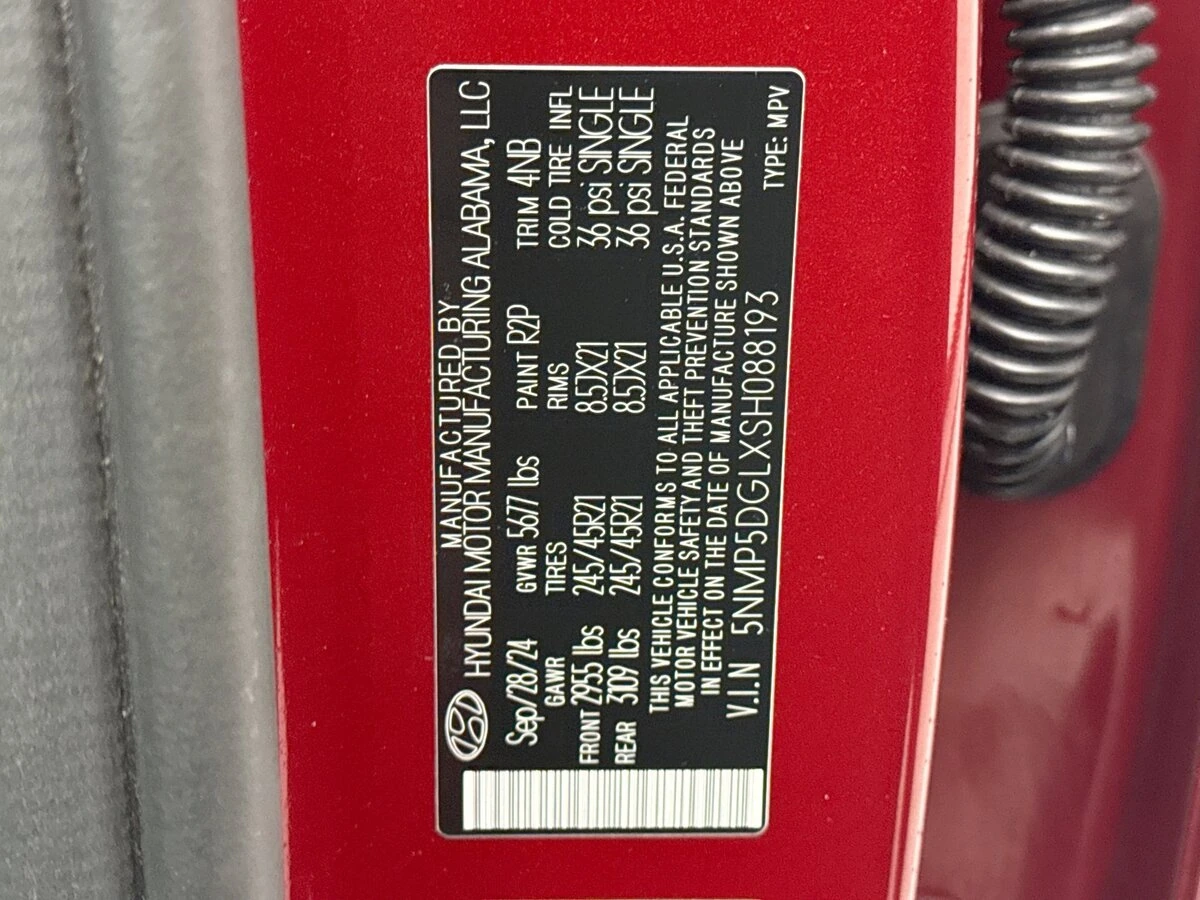 MANUFACTURED BY
HYUNDAI MOTOR MANUFACTURING ALABAMA, LLC
Sep/28/24 GVWR 5677 lbs PAINT R2P TRIM 4NB
GAWR TIRES RIMS COLD TIRE INFL
FRONT 2955 lbs 245/45R21 8.5JX21 36 psi SINGLE
REAR 3109 lbs 245/45R21 8.5JX21 36 psi SINGLE
THIS VEHICLE CONFORMS TO ALL APPLICABLE U.S.A. FEDERAL
MOTOR VEHICLE SAFETY AND THEFT PREVENTION STANDARDS
IN EFFECT ON THE DATE OF MANUFACTURE SHOWN ABOVE
V.I.N 5NMP5DGLXSH088193 TYPE: MPV